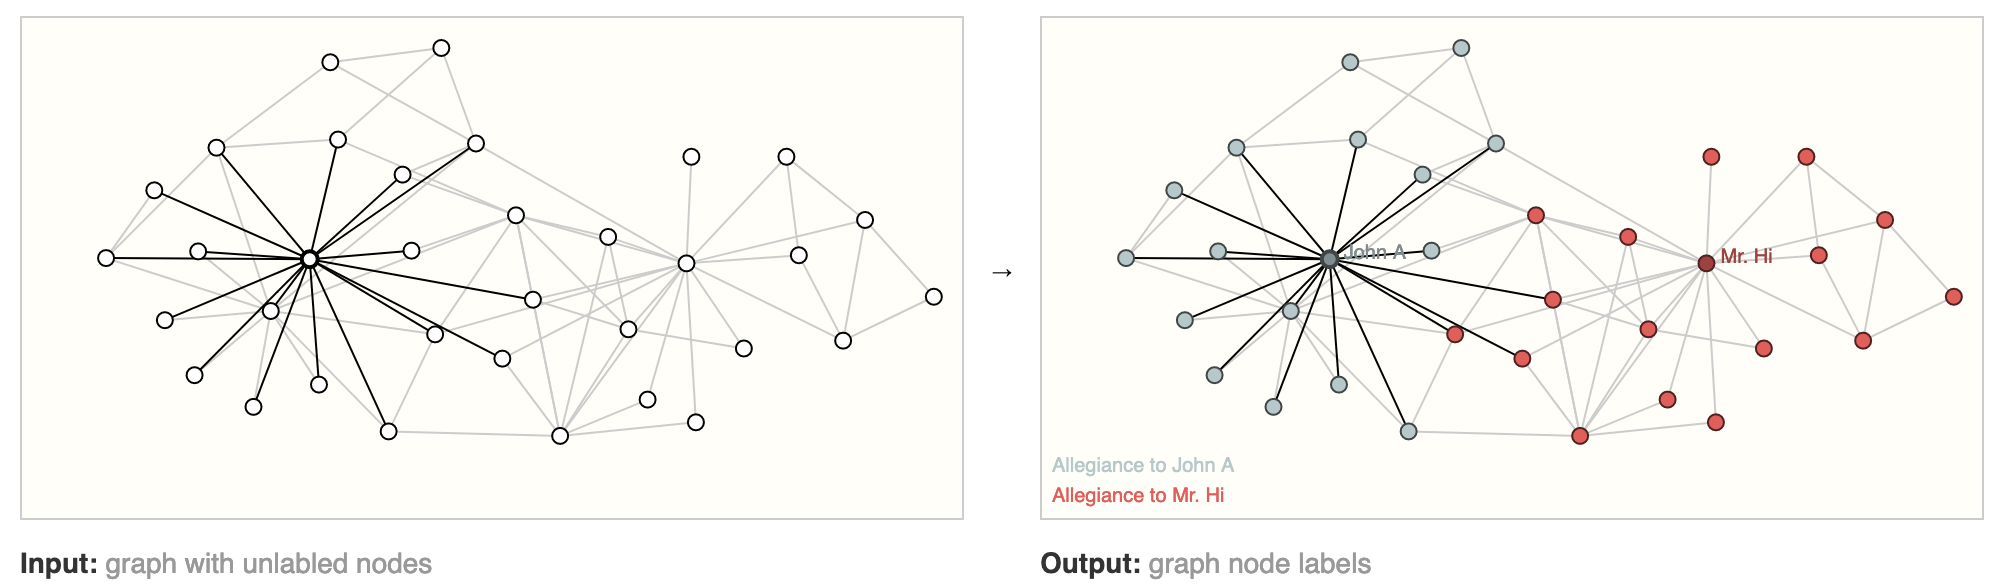 →
John A
Mr. Hi
Allegiance to John A
Allegiance to Mr. Hi
Input: graph with unlabled nodes
Output: graph node labels